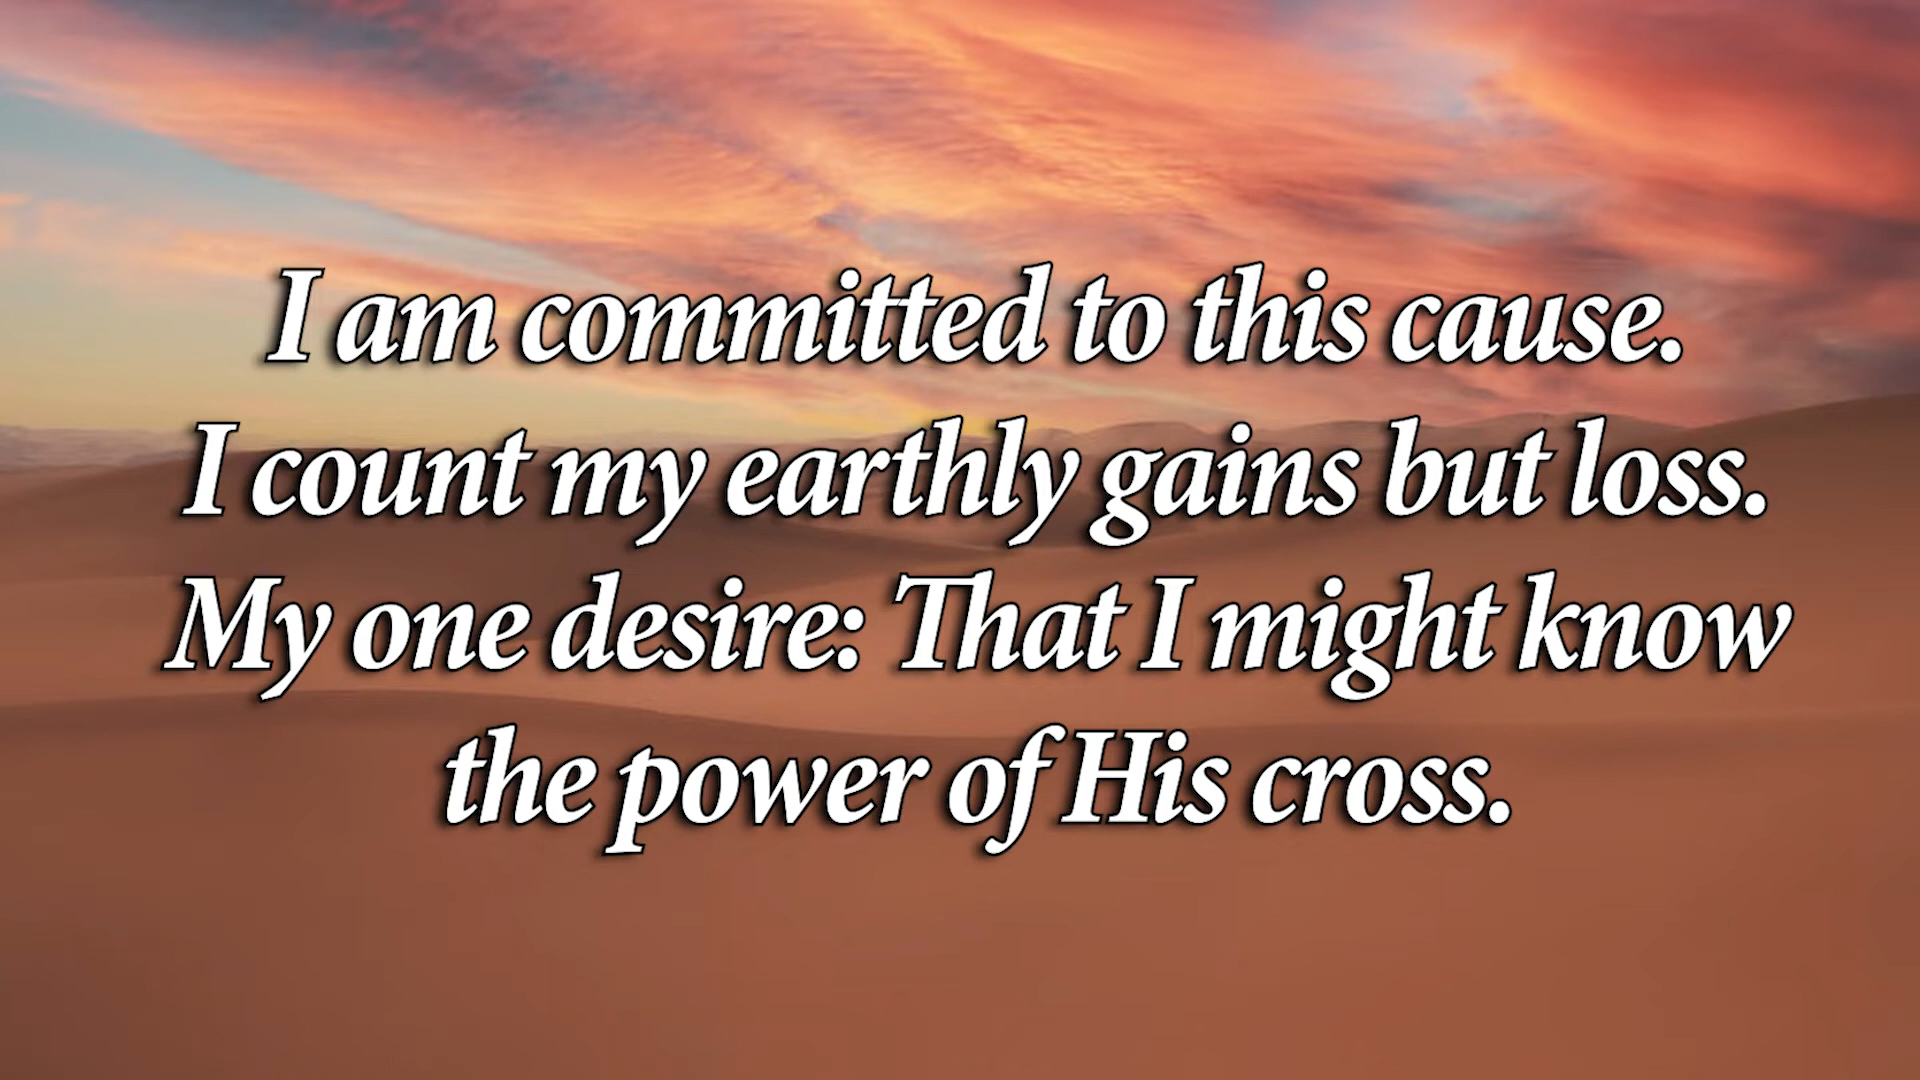 I am committed to this cause.
I count my earthly gains but loss.
My one desire: That I might know
the power of His cross.